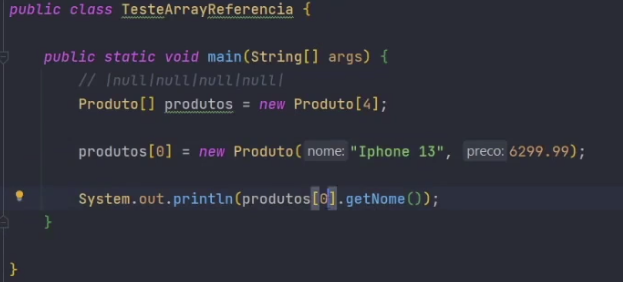 public class TesteArrayReferencia {
public static void main(String[] args) {
// |null|null|null|null|
Produto[] produtos = new Produto[4];
produtos[0] = new Produto( nome: "Iphone 13", preco: 6299.99);
System.out.println(produtos[0].getNome());
}
}